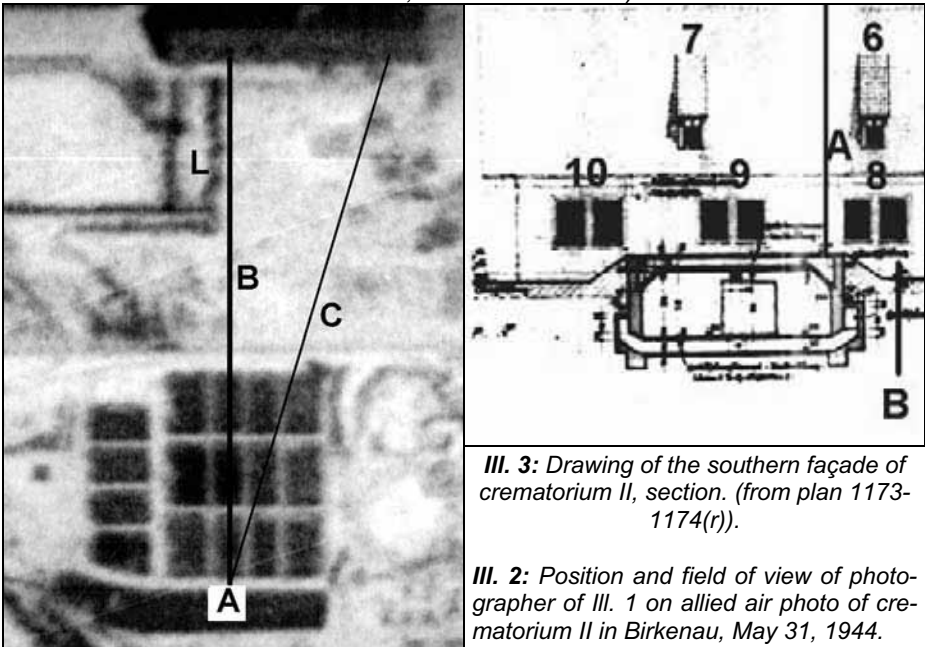 L
B
C
A
7
6
A
10
9
8
B
Ill. 3: Drawing of the southern façade of
crematorium II, section. (from plan 1173-
1174(r)).
Ill. 2: Position and field of view of photo-
grapher of Ill. 1 on allied air photo of cre-
matorium II in Birkenau, May 31, 1944.